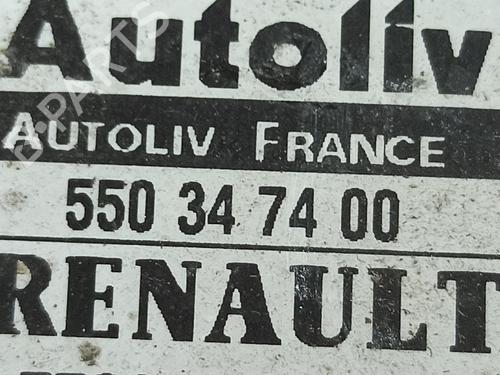 Autoliv
AUTOLIV FRANCE
550 34 74 00
RENAULT